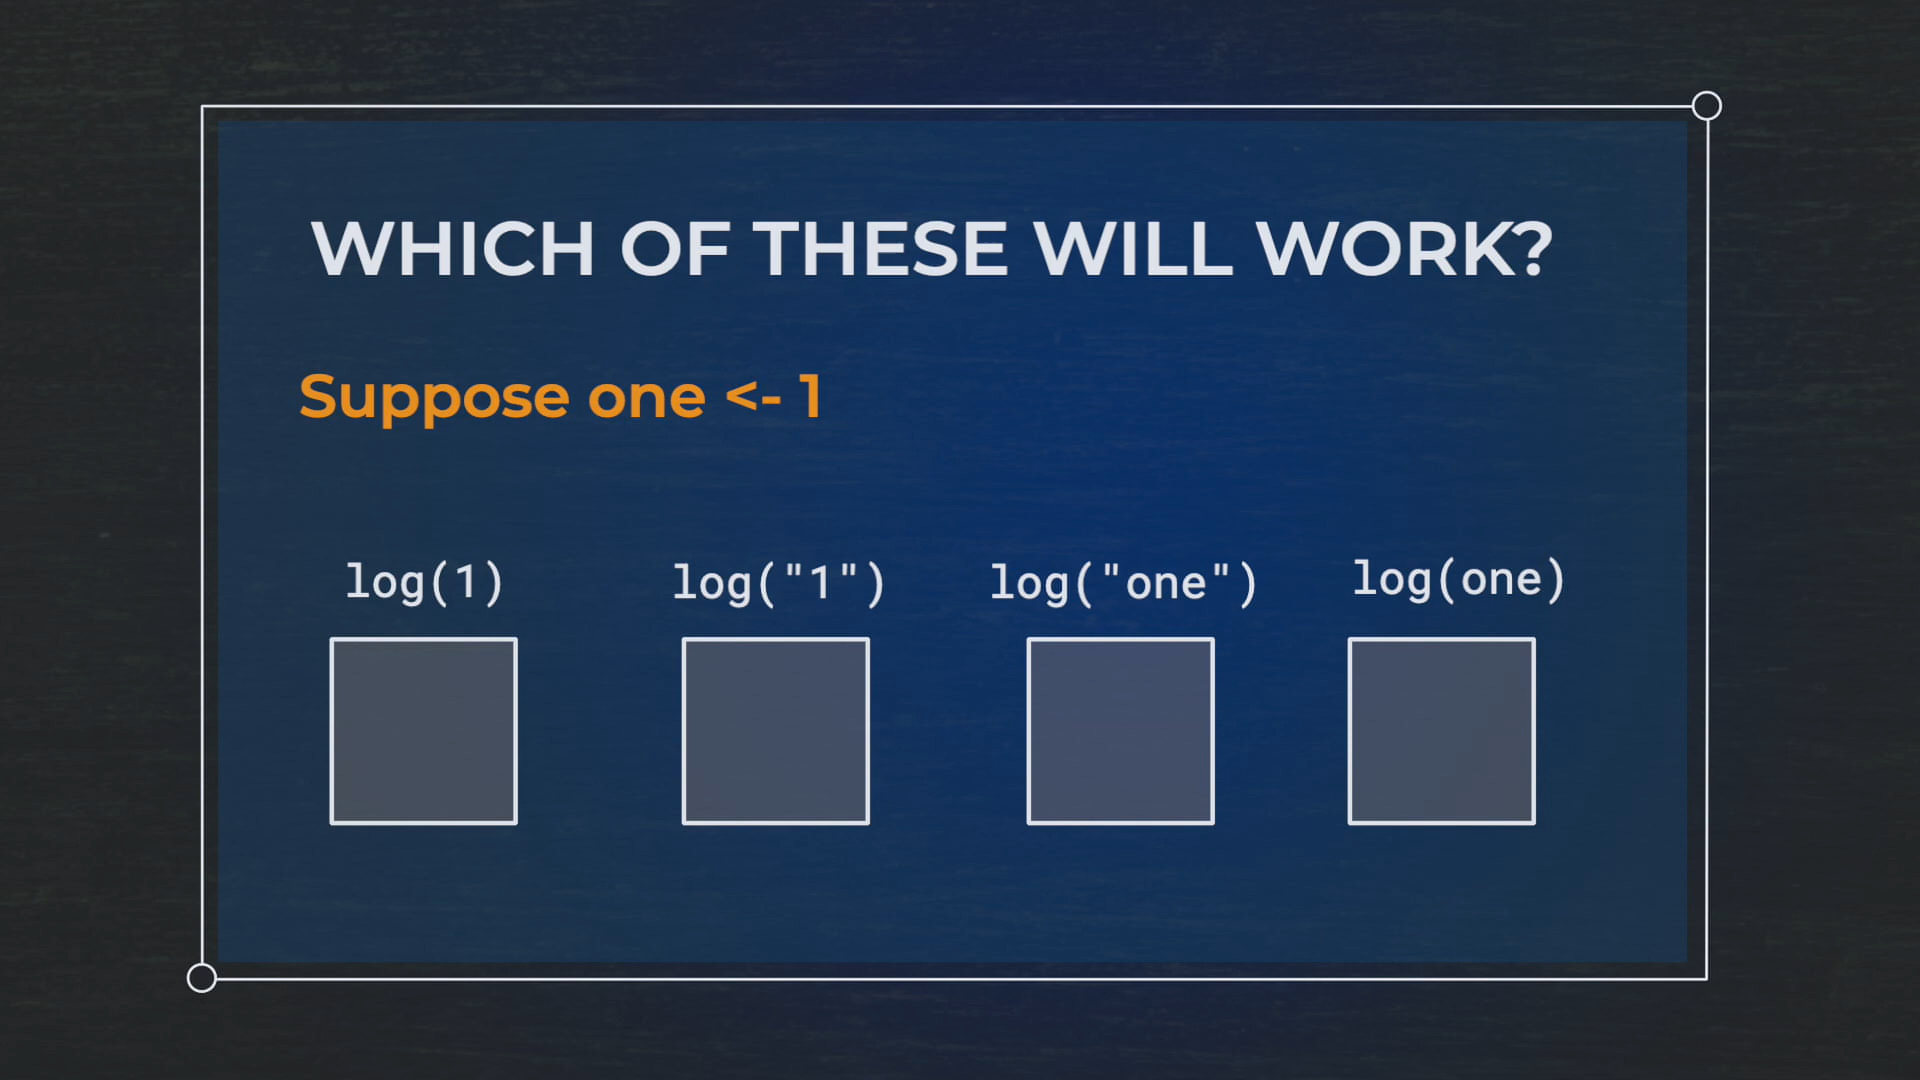 WHICH OF THESE WILL WORK?
Suppose one <- 1
log(1) log("1") log("one") log(one)